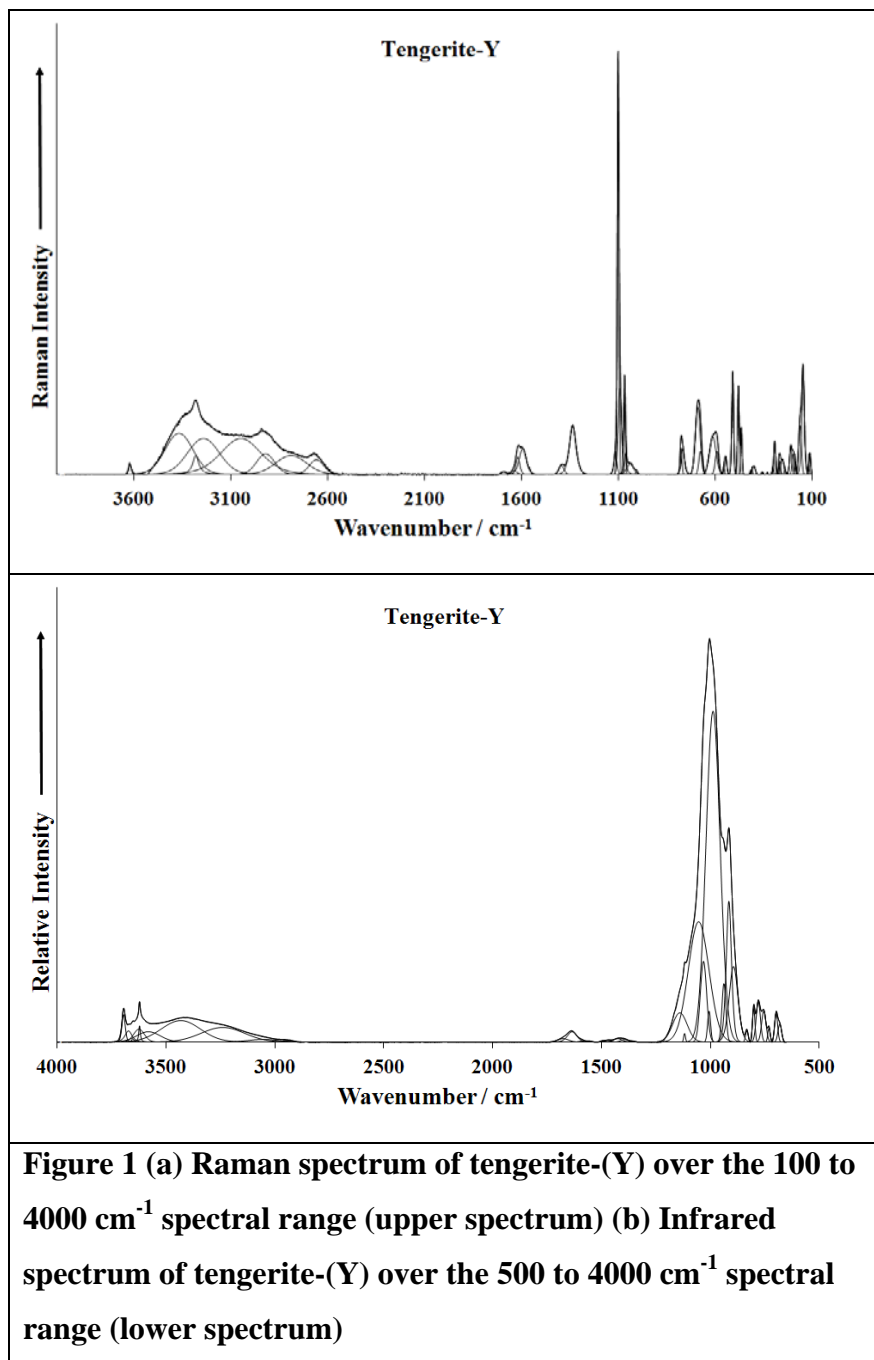 Tengerite-Y
Raman Intensity
3600 3100 2600 2100 1600 1100 600 100
Wavenumber / cm-1
Tengerite-Y
Relative Intensity
4000 3500 3000 2500 2000 1500 1000 500
Wavenumber / cm-1
Figure 1 (a) Raman spectrum of tengerite-(Y) over the 100 to
4000 cm-1 spectral range (upper spectrum) (b) Infrared
spectrum of tengerite-(Y) over the 500 to 4000 cm-1 spectral
range (lower spectrum)